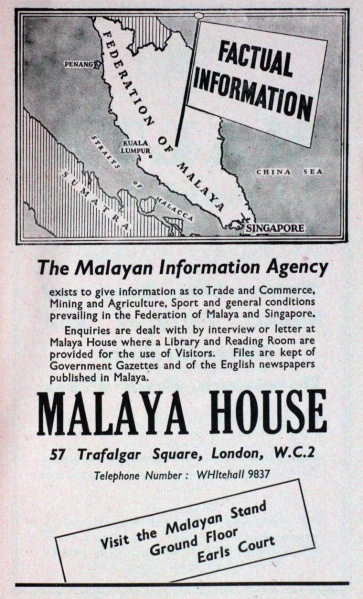 FACTUAL
INFORMATION
PENANG
FEDERATION OF MALAYA
KUALA
LUMPUR
STRAITS OF MALACCA
SUMATRA
CHINA SEA
SINGAPORE
The Malayan Information Agency
exists to give information as to Trade and Commerce,
Mining and Agriculture, Sport and general conditions
prevailing in the Federation of Malaya and Singapore.
Enquiries are dealt with by interview or letter at
Malaya House where a Library and Reading Room are
provided for the use of Visitors. Files are kept of
Government Gazettes and of the English newspapers
published in Malaya.
MALAYA HOUSE
57 Trafalgar Square, London, W.C.2
Telephone Number : WHItehall 9837
Visit the Malayan Stand
Ground Floor
Earls Court